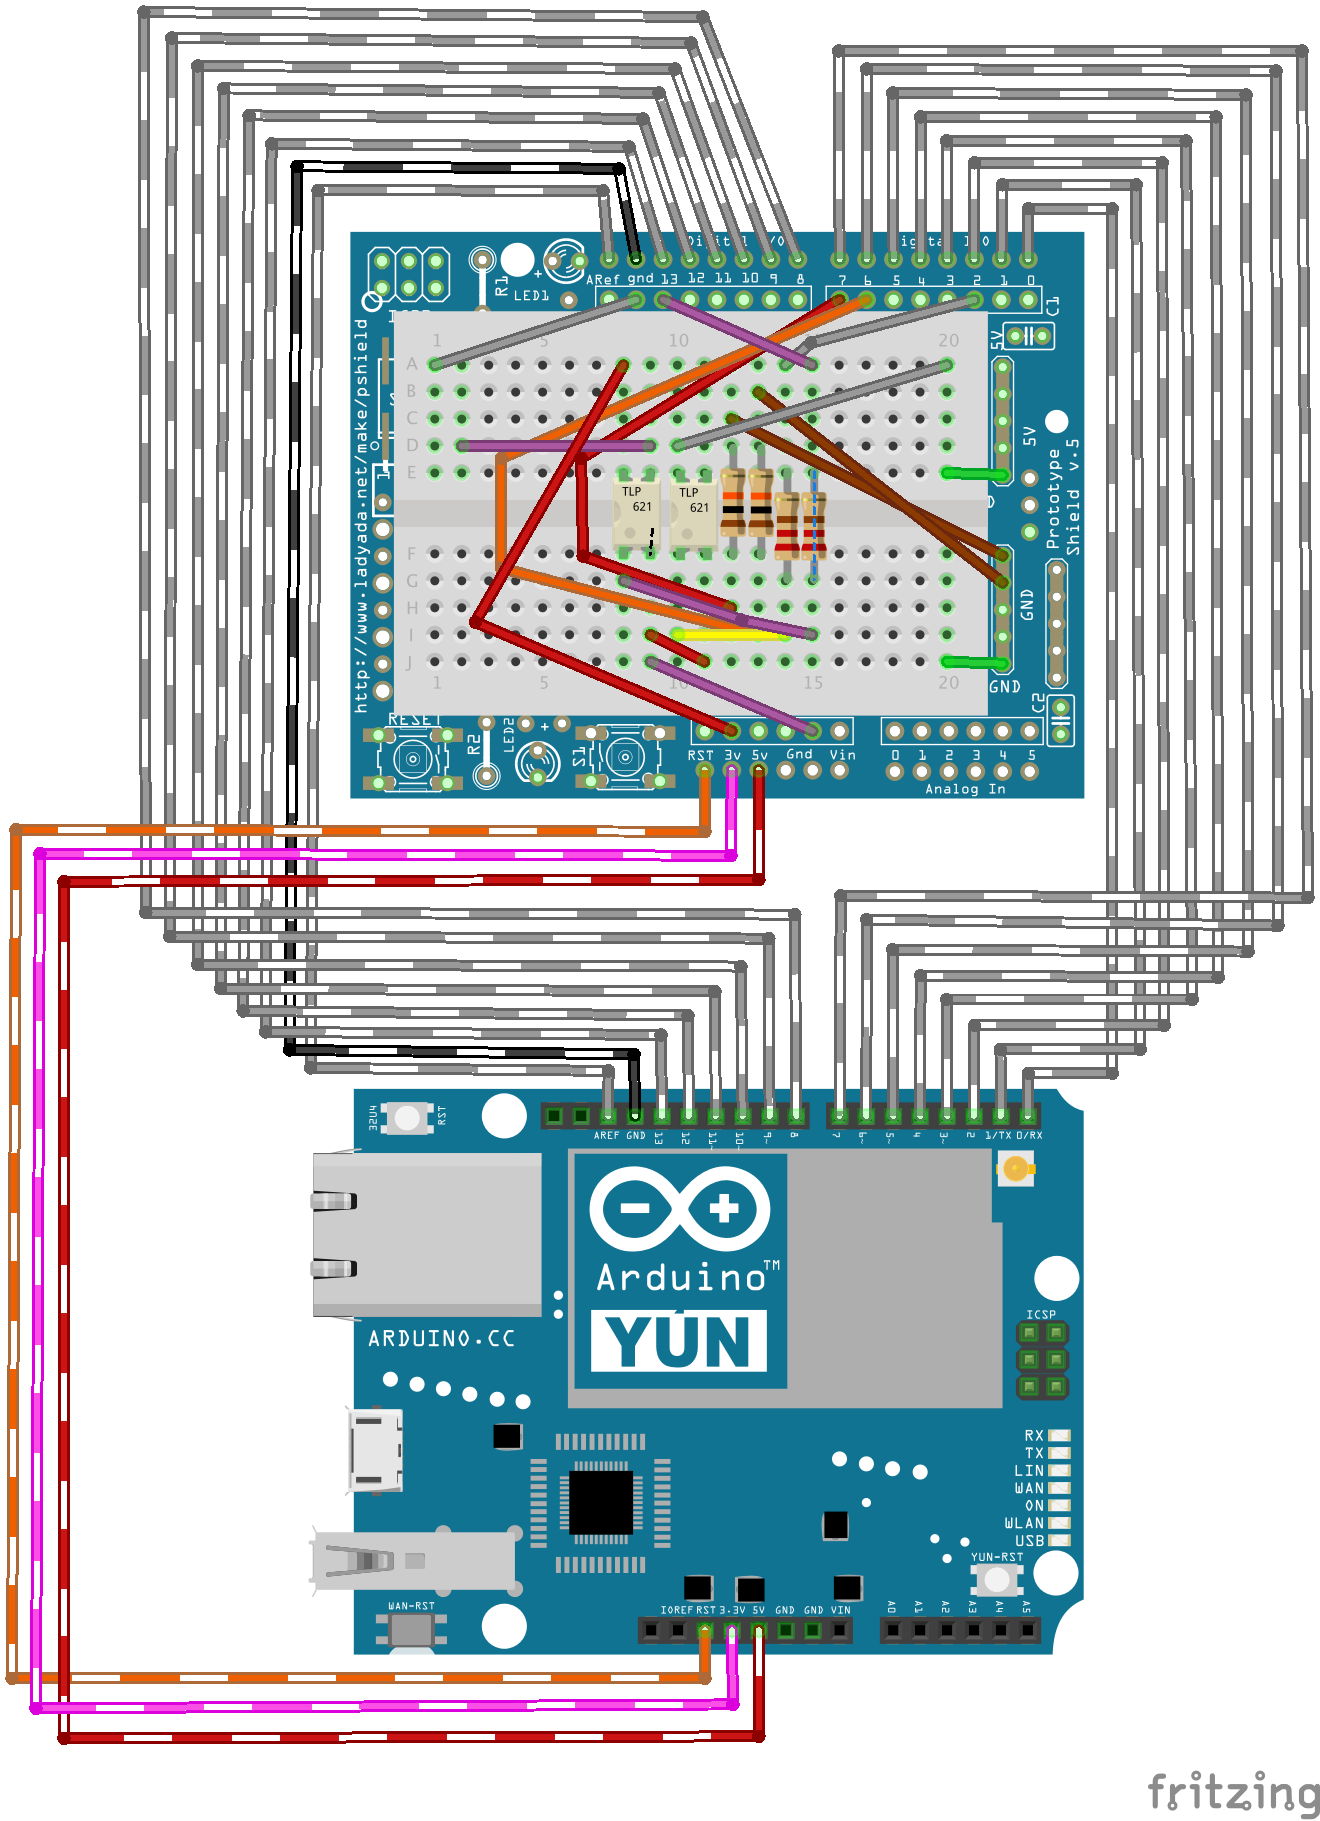 ARef gnd 13 12 11 10 9 8
7 6 5 4 3 2 1 0
R1
+
LED1
C1
5V
1 5 10 20
A
B
C
D
E
F
G
H
I
J
1 5 10 15 20
TLP
621
TLP
621
5V
GND
GND
Prototype
Shield v.5
http://www.ladyada.net/make/pshield
1
RESET
R2
LED2
+
S1
C2
RST 3v 5v Gnd Vin
0 1 2 3 4 5
Analog In
32U4
RST
AREF GND 13 12 11~ 10~ 9~ 8
7 6~ 5~ 4 3~ 2 1/TX 0/RX
Arduino™
YÚN
ARDUINO.CC
ICSP
RX
TX
LIN
WAN
ON
WLAN
USB
YUN-RST
WAN-RST
IOREF RST 3.3V 5V GND GND VIN
A0 A1 A2 A3 A4 A5
fritzing